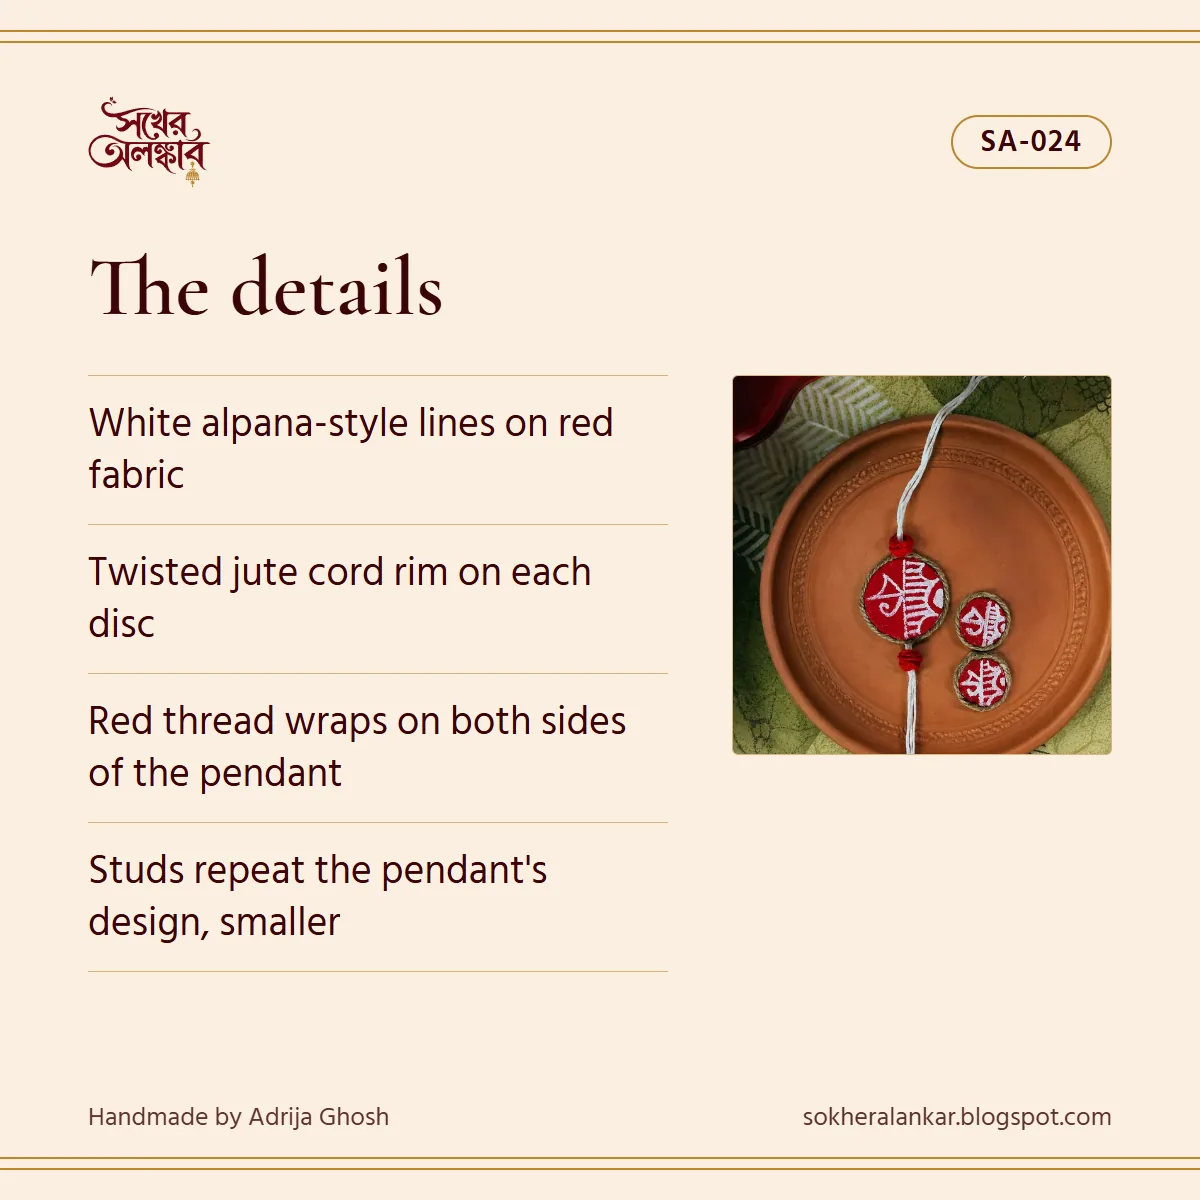 সখের
অলঙ্কার
SA-024
The details
White alpana-style lines on red
fabric
Twisted jute cord rim on each
disc
Red thread wraps on both sides
of the pendant
Studs repeat the pendant's
design, smaller
Handmade by Adrija Ghosh
sokheralankar.blogspot.com